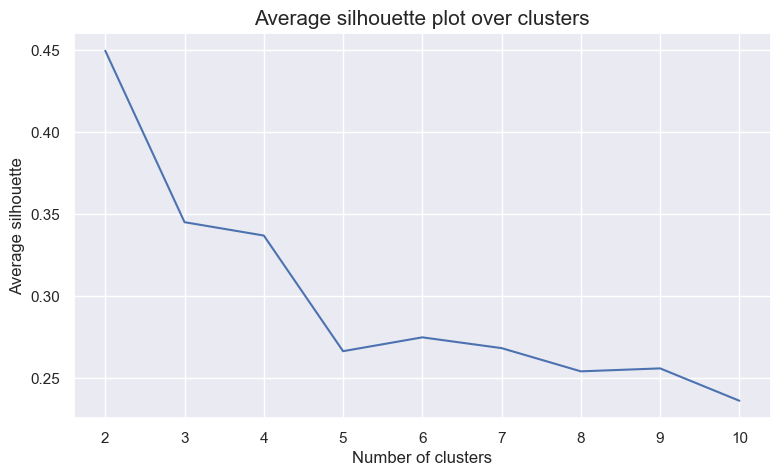 Average silhouette plot over clusters
0.45
0.40
0.35
0.30
0.25
Average silhouette
2 3 4 5 6 7 8 9 10
Number of clusters